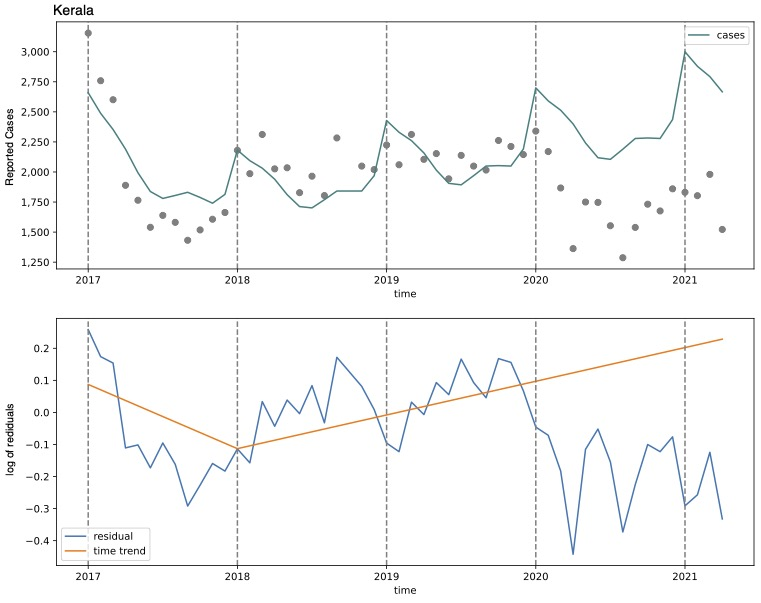 Kerala
cases
3,000
2,750
2,500
2,250
2,000
1,750
1,500
1,250
Reported Cases
2017 2018 2019 2020 2021
time
0.2
0.1
0.0
−0.1
−0.2
−0.3
−0.4
log of residuals
residual
time trend
2017 2018 2019 2020 2021
time